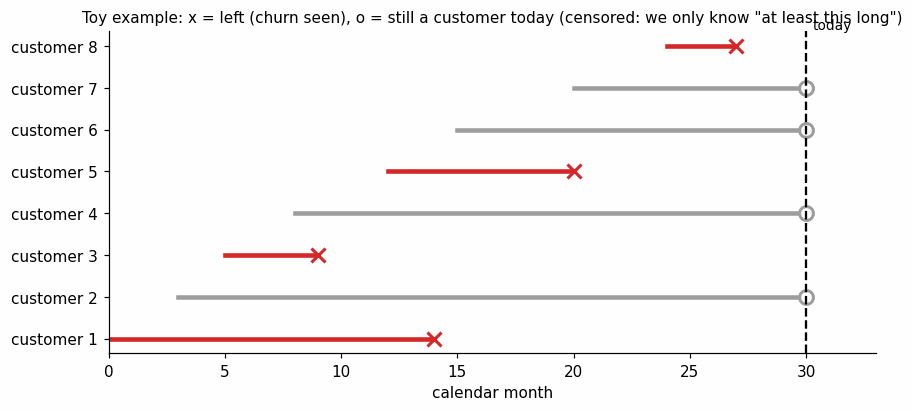 Toy example: x = left (churn seen), o = still a customer today (censored: we only know "at least this long")
today
customer 8
customer 7
customer 6
customer 5
customer 4
customer 3
customer 2
customer 1
0 5 10 15 20 25 30
calendar month